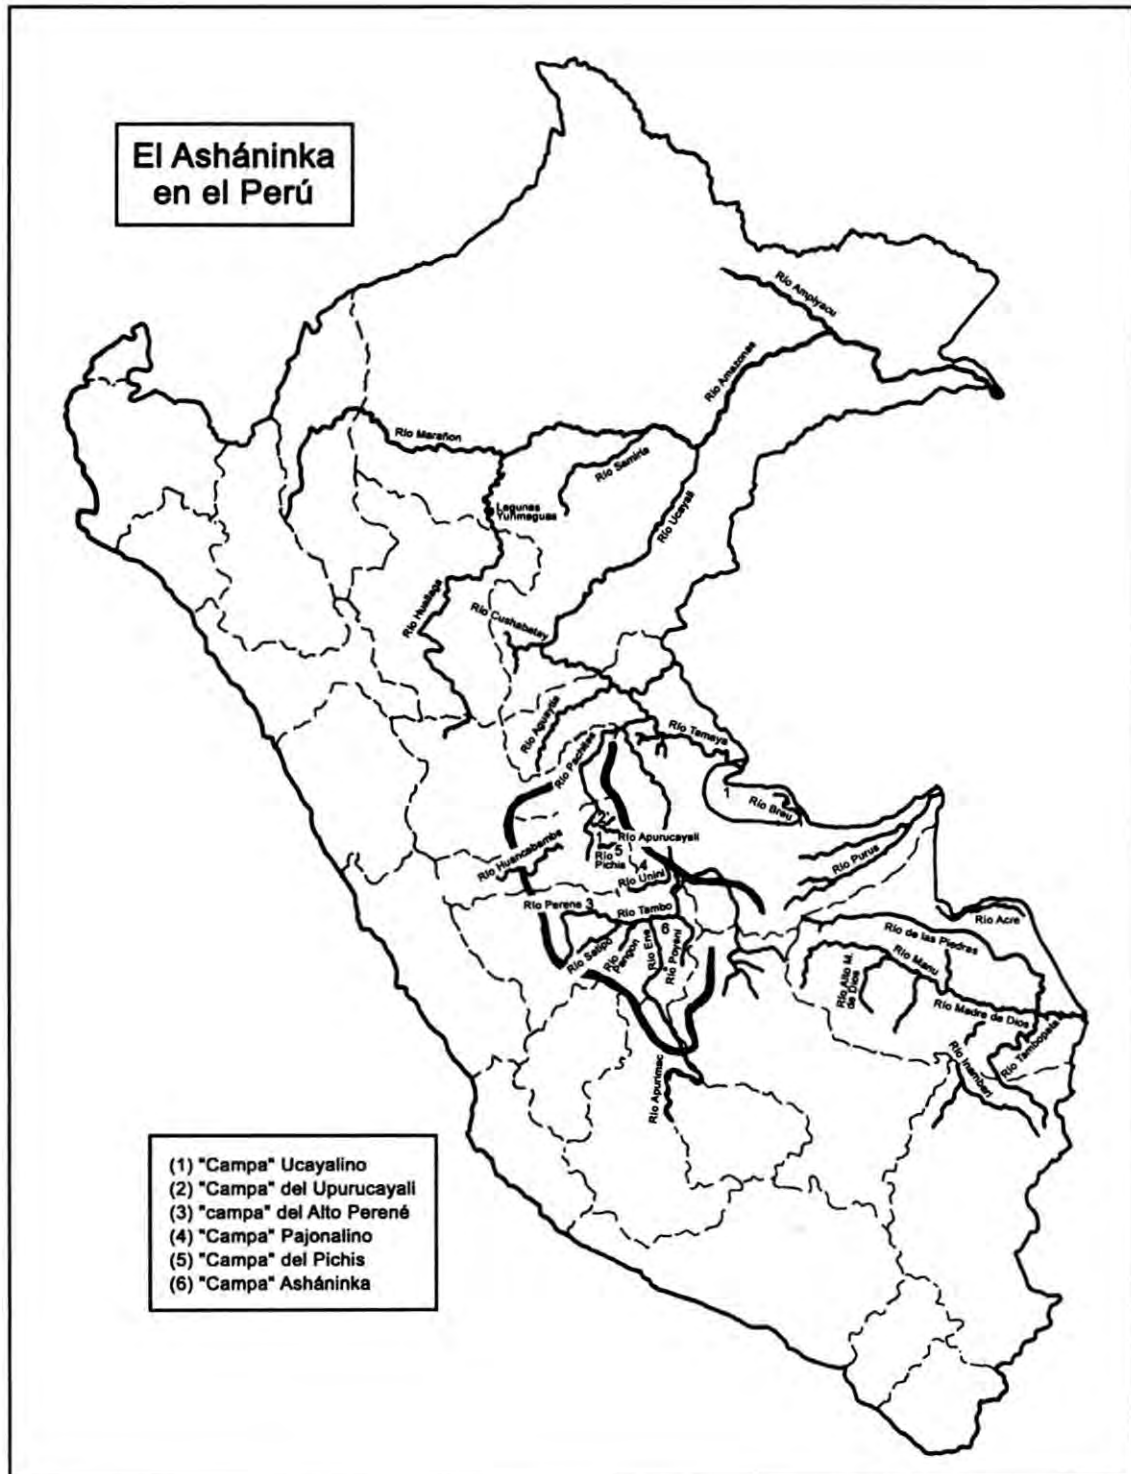 El Asháninka
en el Perú
Río Ampiyacu
Río Amazonas
Río Marañon
Río Samiria
Lagunas
Yurimaguas
Río Ucayali
Río Huallaga
Río Cushabatay
Río Aguaytía
Río Tamaya
Río Pachitea
1
Río Breu
2
1
Río Apurucayali
5
Río
Pichis
4
Río Huancabamba
Río Unini
Río Purus
Río Perene 3
Río Tambo
6
Río Acre
Río de las Piedras
Río Satipo
Río
Pangon
Río Ene
Río Poyeni
Río Manu
Río Alto M.
de Dios
Río Madre de Dios
Río Tambopata
Río Inambari
Río Apurimac
(1) "Campa" Ucayalino
(2) "Campa" del Upurucayali
(3) "campa" del Alto Perené
(4) "Campa" Pajonalino
(5) "Campa" del Pichis
(6) "Campa" Asháninka